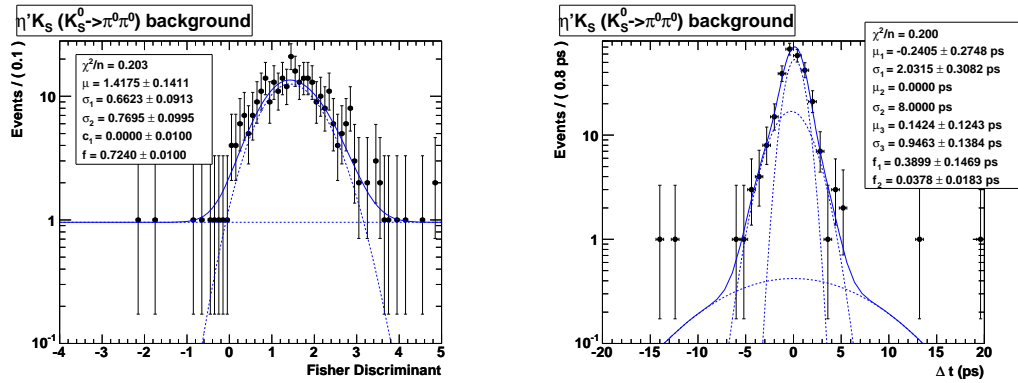 η'K_S (K_S^0->π^0π^0) background
Events / ( 0.1 )
χ^2/n = 0.203
μ = 1.4175 ± 0.1411
σ_1 = 0.6623 ± 0.0913
σ_2 = 0.7695 ± 0.0995
c_1 = 0.0000 ± 0.0100
f = 0.7240 ± 0.0100
10
1
10^-1
-4 -3 -2 -1 0 1 2 3 4 5
Fisher Discriminant
η'K_S (K_S^0->π^0π^0) background
Events / ( 0.8 ps )
χ^2/n = 0.200
μ_1 = -0.2405 ± 0.2748 ps
σ_1 = 2.0315 ± 0.3082 ps
μ_2 = 0.0000 ps
σ_2 = 8.0000 ps
μ_3 = 0.1424 ± 0.1243 ps
σ_3 = 0.9463 ± 0.1384 ps
f_1 = 0.3899 ± 0.1469 ps
f_2 = 0.0378 ± 0.0183 ps
10
1
10^-1
-20 -15 -10 -5 0 5 10 15 20
Δ t (ps)